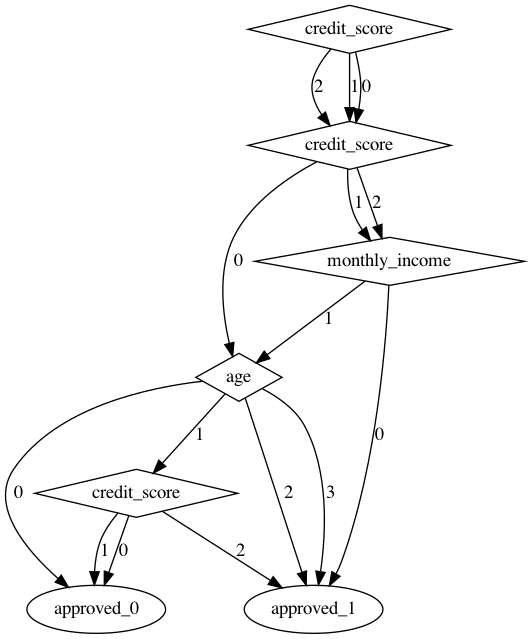 credit_score
2 1 0
credit_score
1 2
0 monthly_income
1
age
1 0
0 credit_score 2 3
1 0 2
approved_0 approved_1